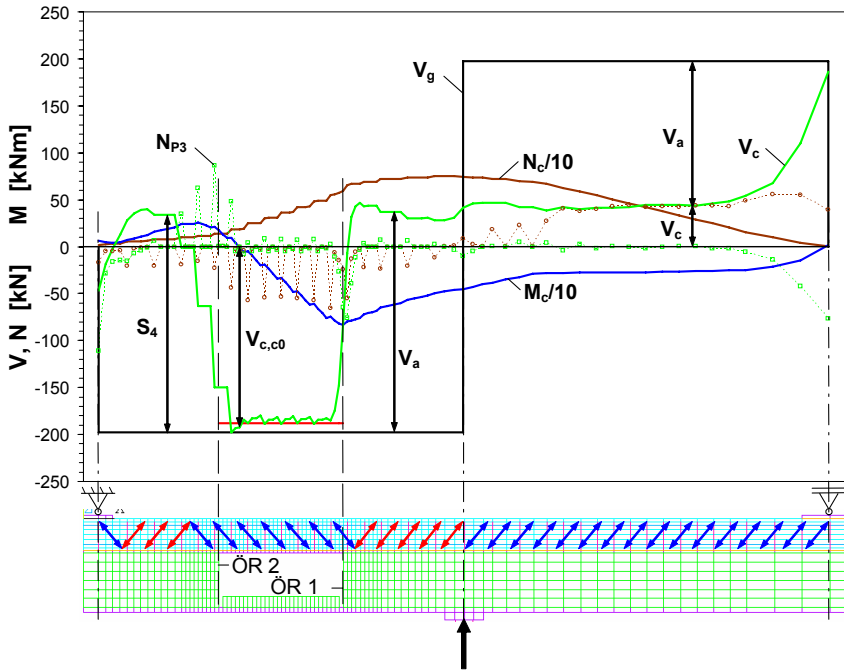 250
200
150
100
50
0
-50
-100
-150
-200
-250
V, N [kN] M [kNm]
V_g
N_P3
N_c/10
V_a
V_c
V_c
S_4
V_c,c0
V_a
M_c/10
ÖR 2
ÖR 1